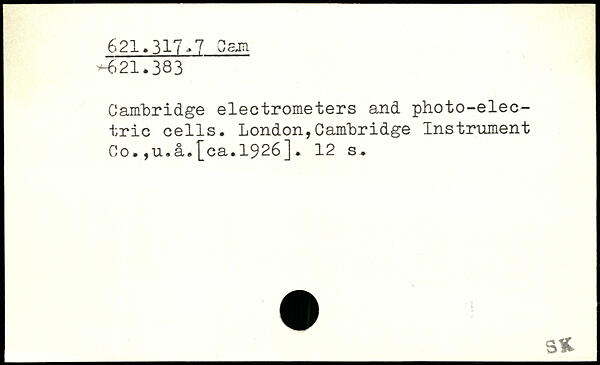 621.317.7 Cam
+621.383
Cambridge electrometers and photo-elec-
tric cells. London,Cambridge Instrument
Co.,u.å.[ca.1926]. 12 s.
SK